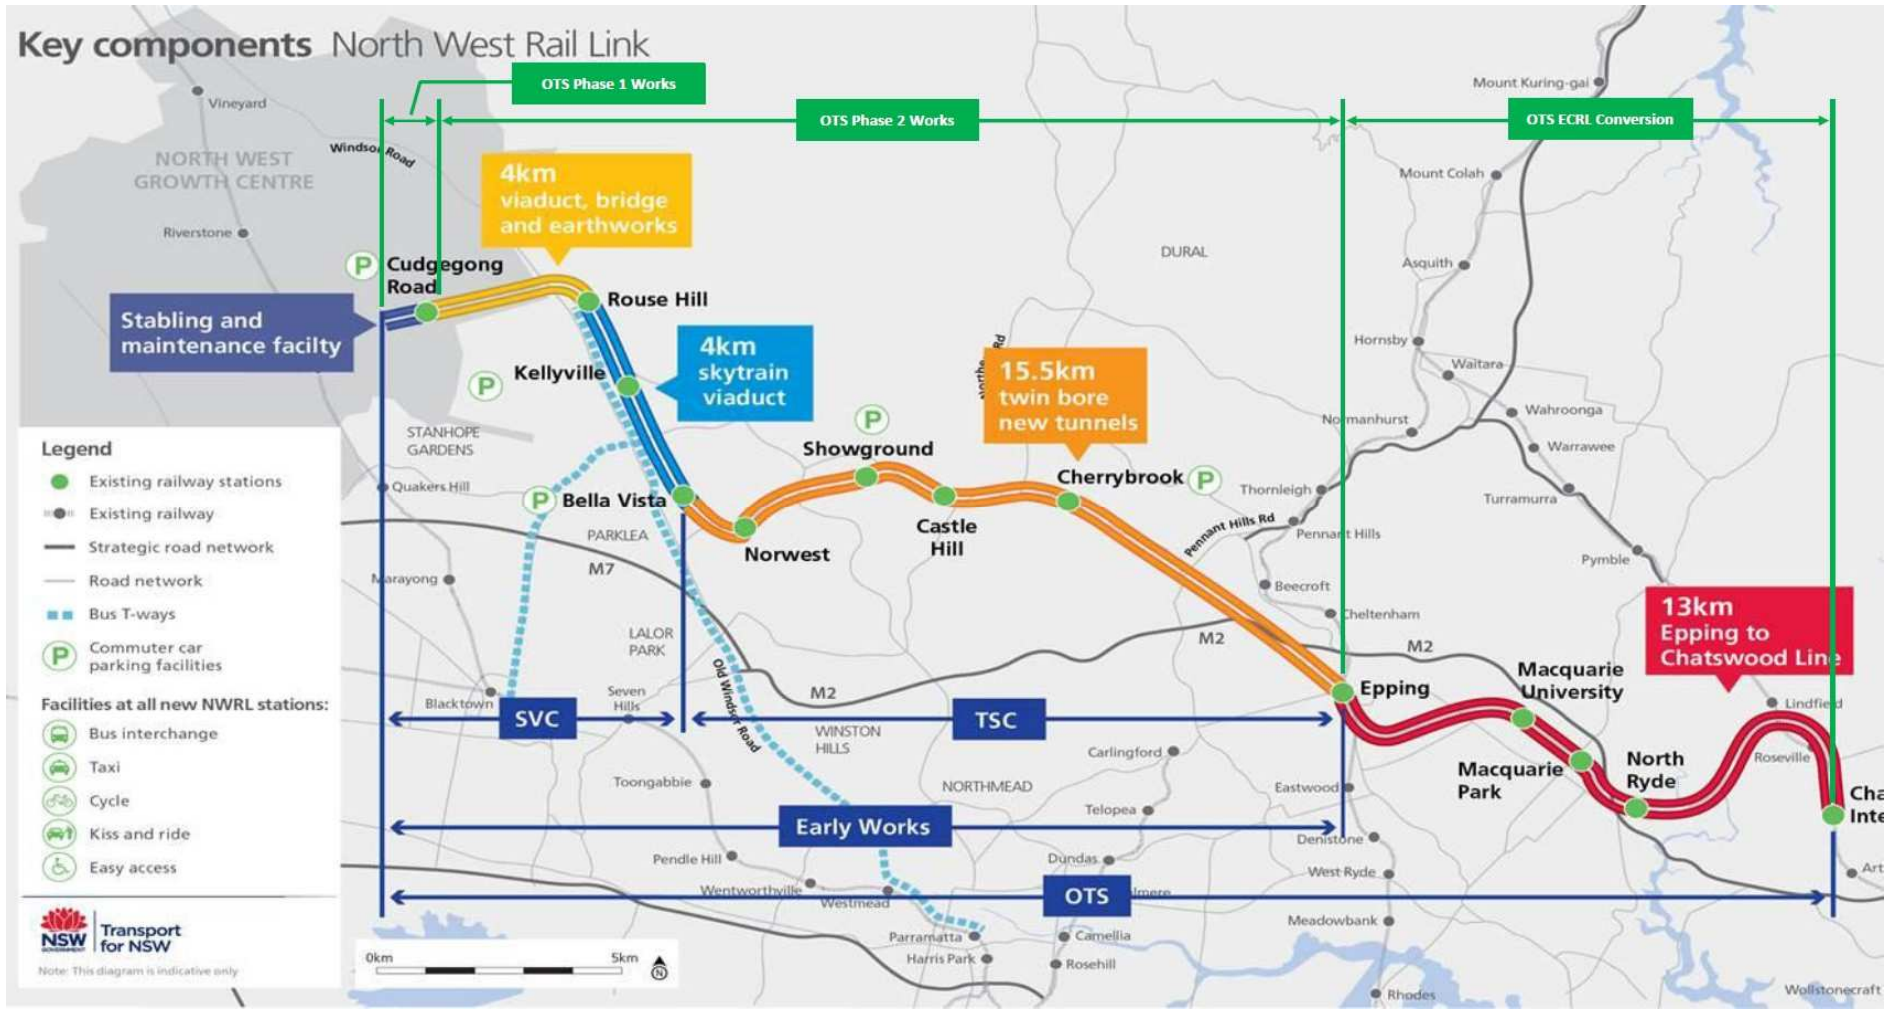 Key components North West Rail Link
OTS Phase 1 Works
OTS Phase 2 Works
OTS ECRL Conversion
Mount Kuring-gai
Vineyard
NORTH WEST
GROWTH CENTRE
Windsor Road
4km
viaduct, bridge
and earthworks
Mount Colah
Riverstone
DURAL
Asquith
P
Cudgegong
Road
Rouse Hill
Stabling and
maintenance facilty
4km
skytrain
viaduct
Kellyville
P
Hornsby
Waitara
15.5km
twin bore
new tunnels
Rd
Normanhurst
Wahroonga
Warrawee
STANHOPE
GARDENS
P
Showground
Cherrybrook
P
Thornleigh
Turramurra
Quakers Hill
P
Bella Vista
Castle
Hill
Norwest
Pennant Hills Rd
Pennant Hills
PARKLEA
M7
Pymble
Marayong
Beecroft
Cheltenham
13km
Epping to
Chatswood Line
LALOR
PARK
M2
M2
M2
Old Windsor Road
Macquarie
University
Epping
Lindfield
Blacktown
Seven
Hills
SVC
TSC
WINSTON
HILLS
Carlingford
Roseville
Macquarie
Park
North
Ryde
Toongabbie
NORTHMEAD
Eastwood
Telopea
Cha
Inte
Early Works
Denistone
Pendle Hill
Dundas
West Ryde
Art
Wentworthville
Westmead
OTS
lmere
Meadowbank
Parramatta
Camellia
Harris Park
Rosehill
Rhodes
Wollstonecraft
Legend
Existing railway stations
Existing railway
Strategic road network
Road network
Bus T-ways
P
Commuter car
parking facilities
Facilities at all new NWRL stations:
Bus interchange
Taxi
Cycle
Kiss and ride
Easy access
NSW
GOVERNMENT
Transport
for NSW
Note: This diagram is indicative only
0km
5km
N